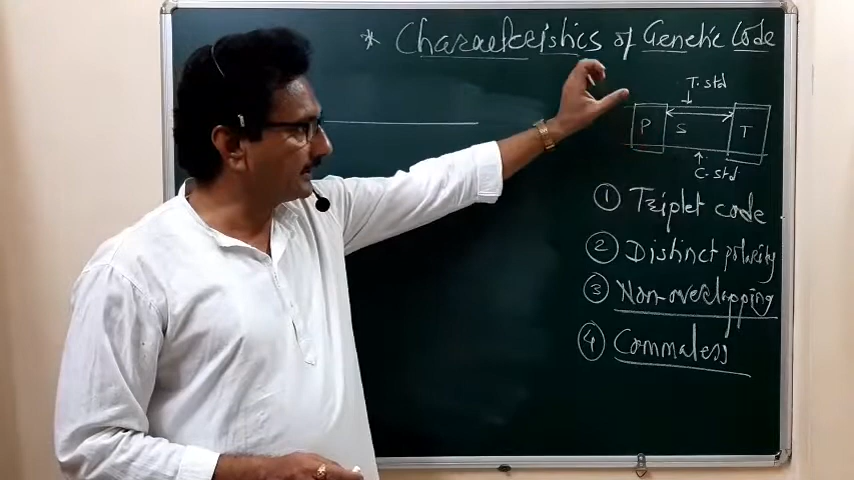 * Characteristics of Genetic Code
T. std
P S T
C. std
① Triplet code
② Distinct polarity
③ Non-overlapping
④ Commaless